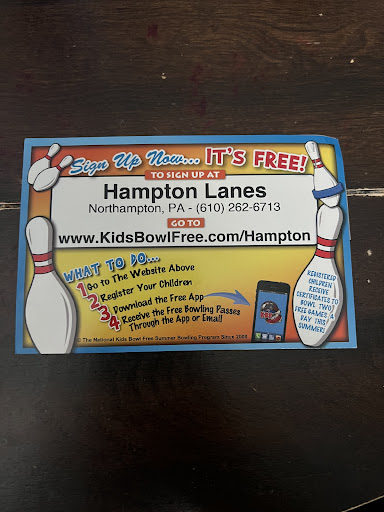 Sign Up Now... IT'S FREE!
TO SIGN UP AT
Hampton Lanes
Northampton, PA - (610) 262-6713
GO TO
www.KidsBowlFree.com/Hampton
WHAT TO DO...
1 Go to The Website Above
2 Register Your Children
3 Download the Free App
4 Receive the Free Bowling Passes
Through the App or Email
REGISTERED
CHILDREN
RECEIVE
CERTIFICATES TO
BOWL TWO
FREE GAMES A
DAY THIS
SUMMER!
© The National Kids Bowl Free Summer Bowling Program Since